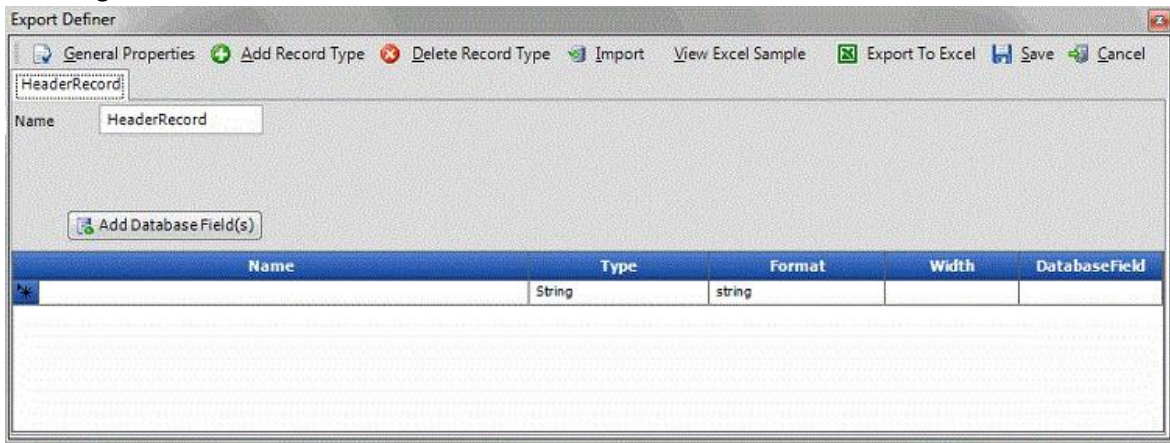 Export Definer
General Properties Add Record Type Delete Record Type Import View Excel Sample Export To Excel Save Cancel
HeaderRecord
Name HeaderRecord
Add Database Field(s)
Name Type Format Width DatabaseField
String string